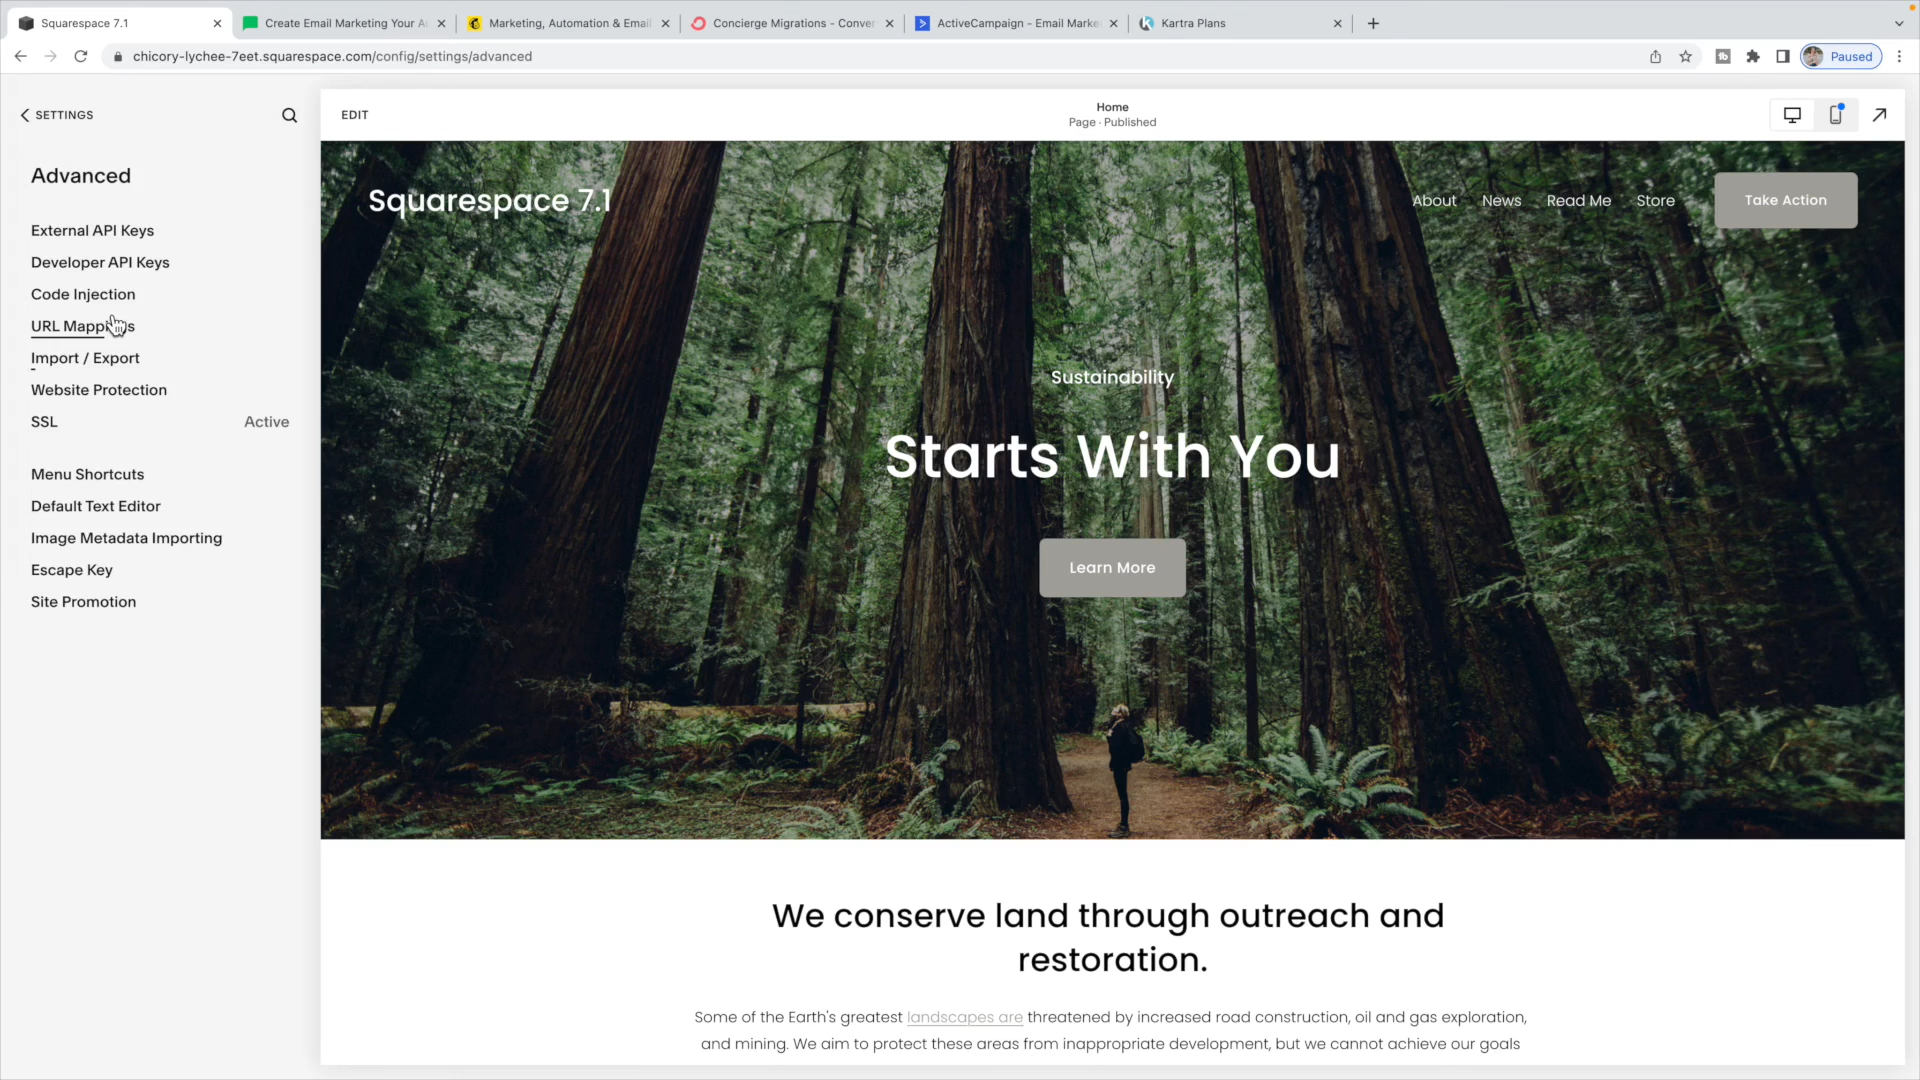 Squarespace 7.1
Create Email Marketing Your A
Marketing, Automation & Email
Concierge Migrations - Conver
ActiveCampaign - Email Marke
Kartra Plans
chicory-lychee-7eet.squarespace.com/config/settings/advanced
Paused
SETTINGS
Advanced
External API Keys
Developer API Keys
Code Injection
URL Mappings
Import / Export
Website Protection
SSL Active
Menu Shortcuts
Default Text Editor
Image Metadata Importing
Escape Key
Site Promotion
EDIT
Home
Page · Published
Squarespace 7.1
About News Read Me Store Take Action
Sustainability
Starts With You
Learn More
We conserve land through outreach and
restoration.
Some of the Earth's greatest landscapes are threatened by increased road construction, oil and gas exploration,
and mining. We aim to protect these areas from inappropriate development, but we cannot achieve our goals